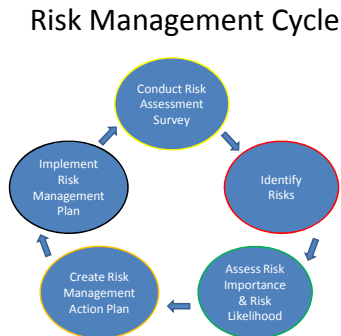 Risk Management Cycle
Conduct Risk
Assessment
Survey
Identify
Risks
Assess Risk
Importance
& Risk
Likelihood
Create Risk
Management
Action Plan
Implement
Risk
Management
Plan